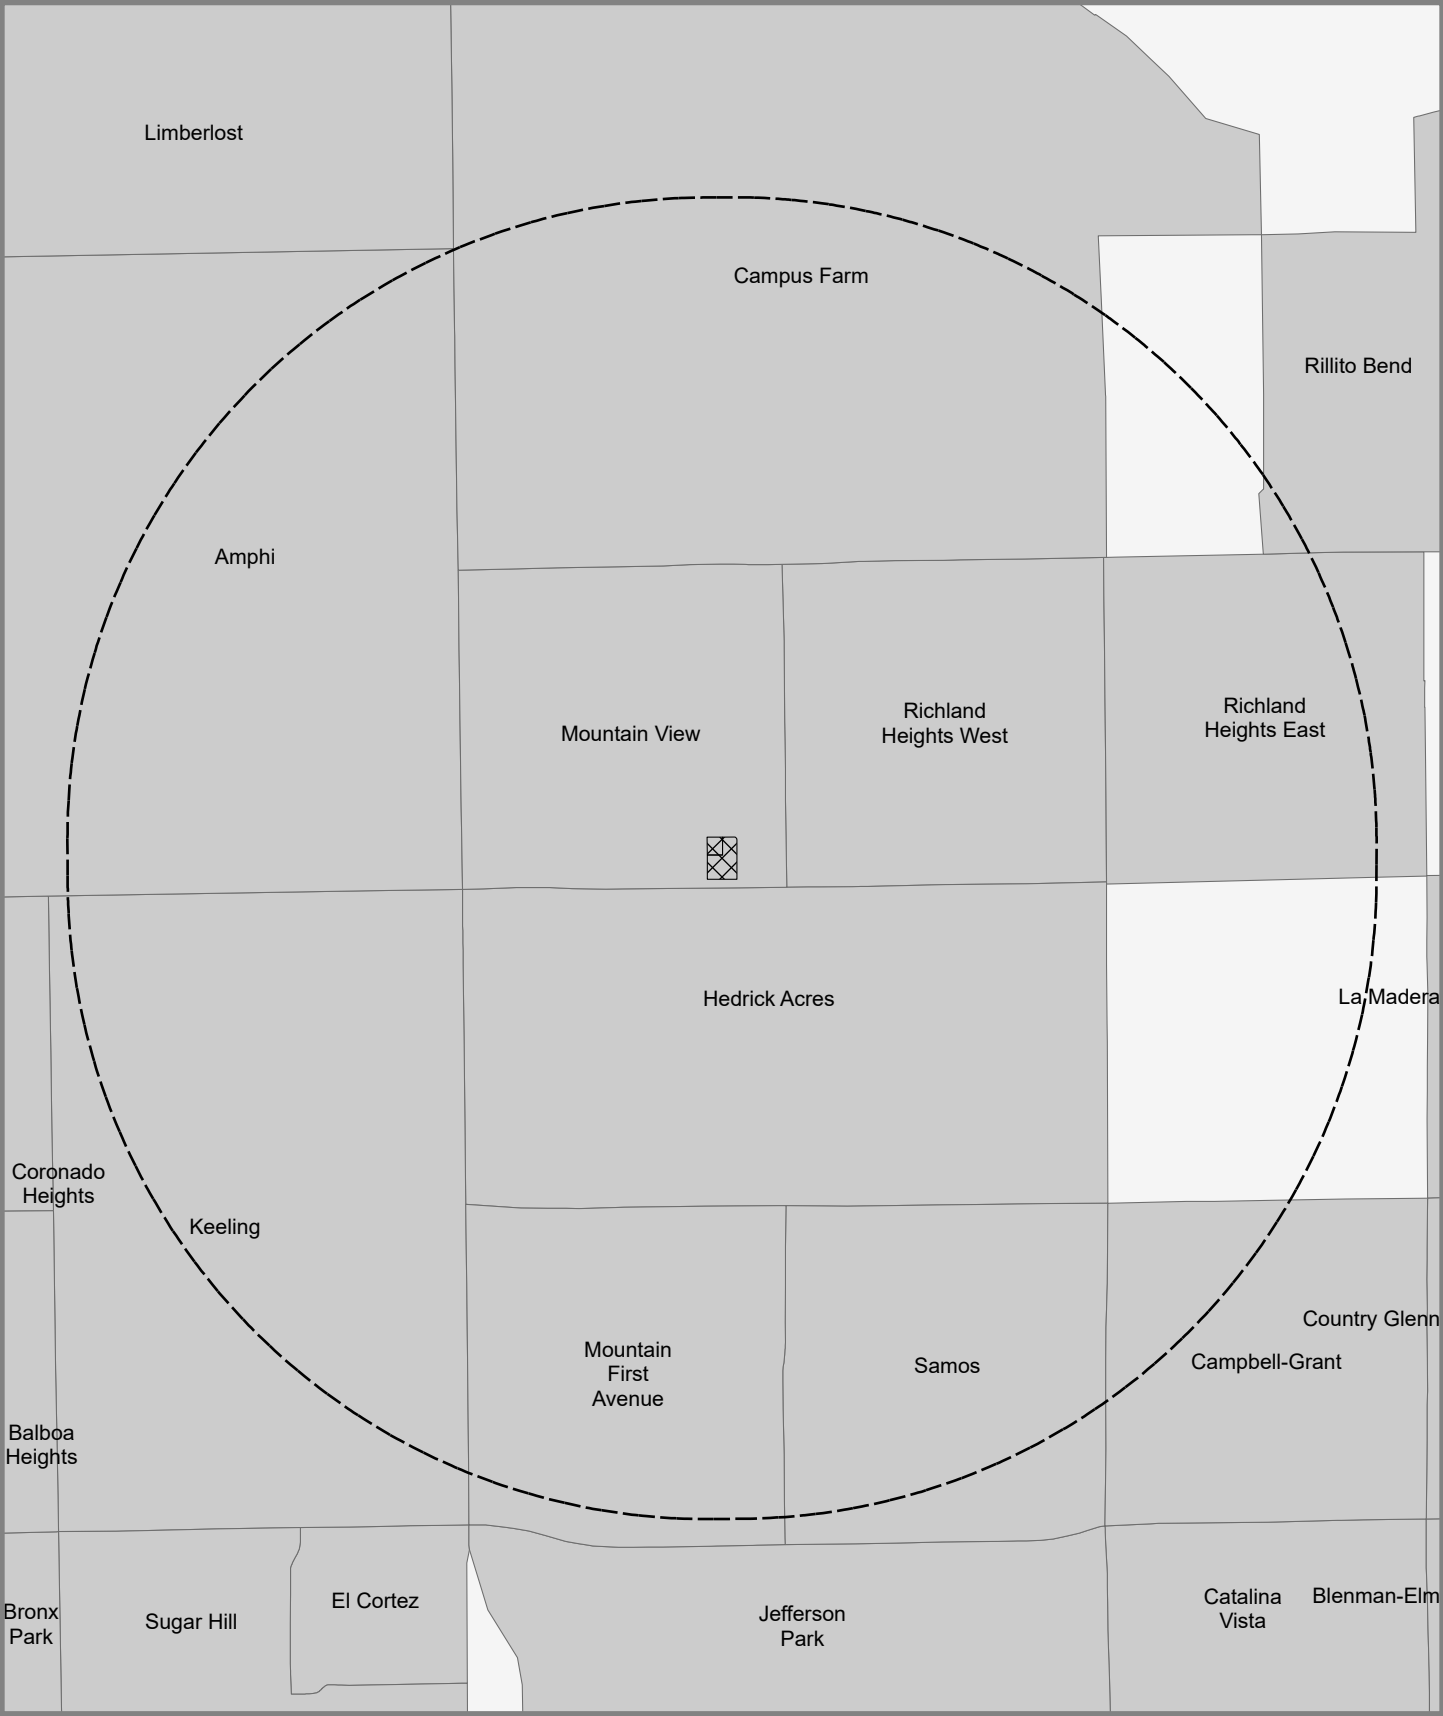 Limberlost
Campus Farm
Rillito Bend
Amphi
Mountain View
Richland
Heights West
Richland
Heights East
Hedrick Acres
La Madera
Coronado
Heights
Keeling
Mountain
First
Avenue
Samos
Country Glenn
Campbell-Grant
Balboa
Heights
Bronx
Park
Sugar Hill
El Cortez
Jefferson
Park
Catalina
Vista
Blenman-Elm